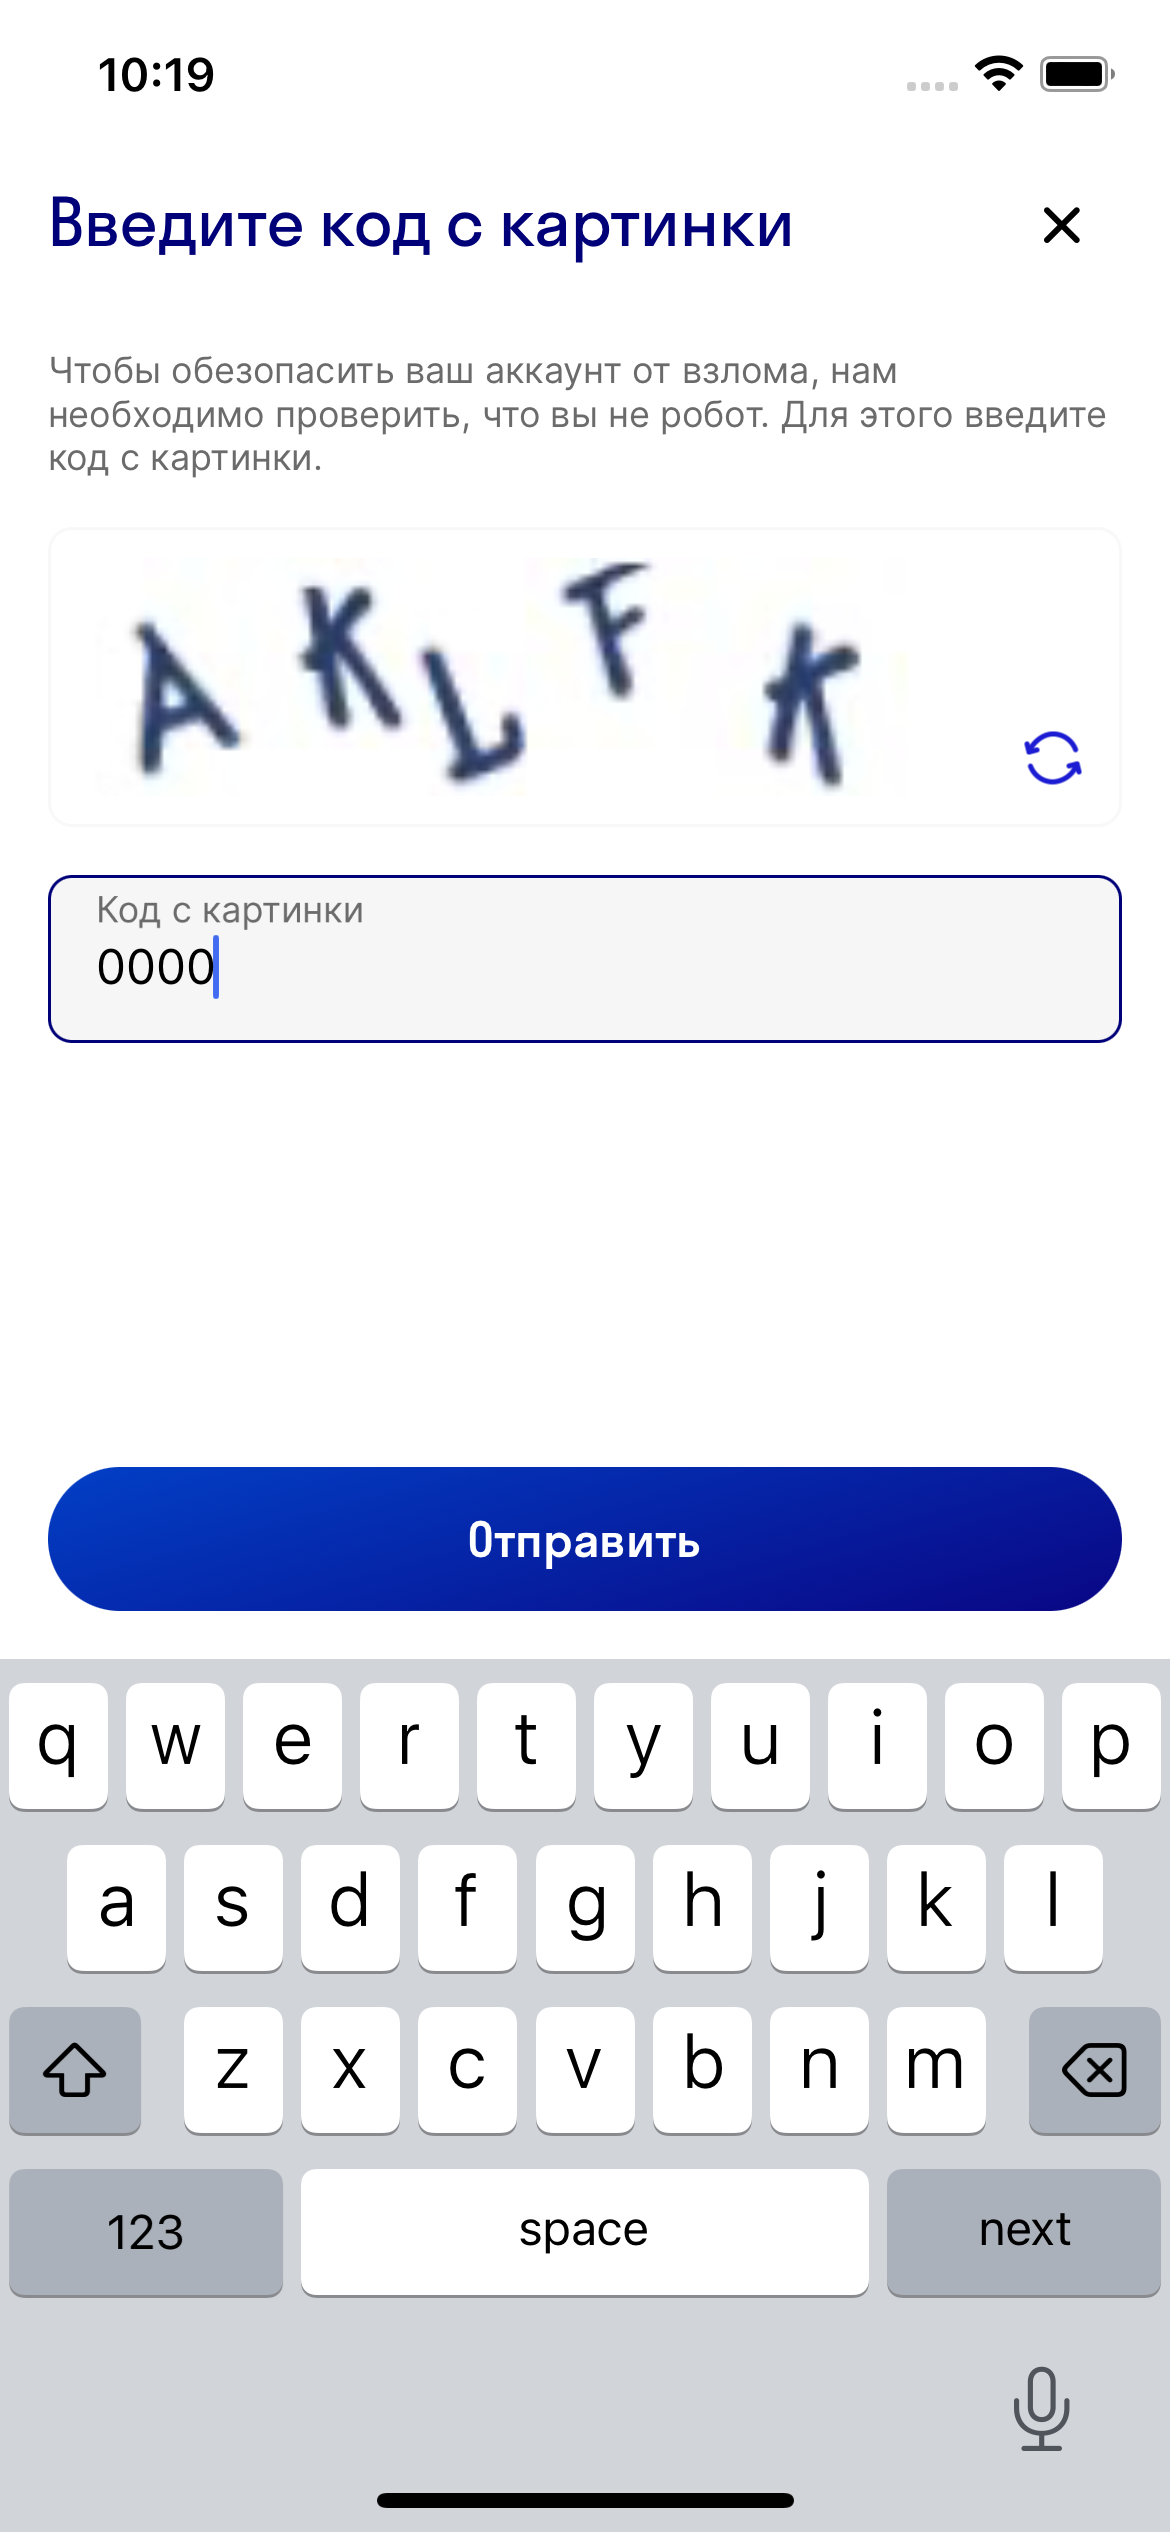 10:19
Введите код с картинки
Чтобы обезопасить ваш аккаунт от взлома, нам
необходимо проверить, что вы не робот. Для этого введите
код с картинки.
A K L F K
Код с картинки
0000
Отправить
q w e r t y u i o p
a s d f g h j k l
z x c v b n m
123 space next